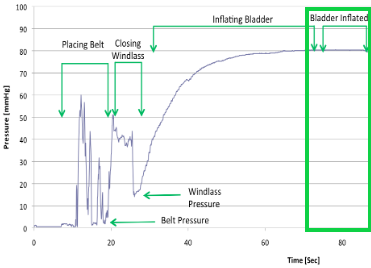 Inflating Bladder
Bladder Inflated
Placing Belt
Closing
Windlass
100
90
80
70
60
50
40
30
20
10
0
Pressure [mmHg]
Windlass
Pressure
Belt Pressure
0
20
40
60
80
Time [Sec]